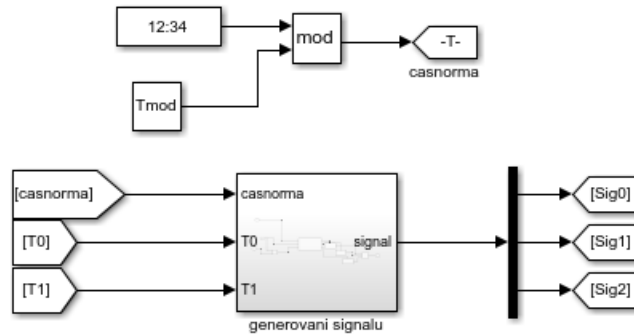 12:34
mod
-T-
casnorma
Tmod
[casnorma]
casnorma
[Sig0]
[T0]
T0
signal
[Sig1]
[T1]
T1
[Sig2]
generovani signalu